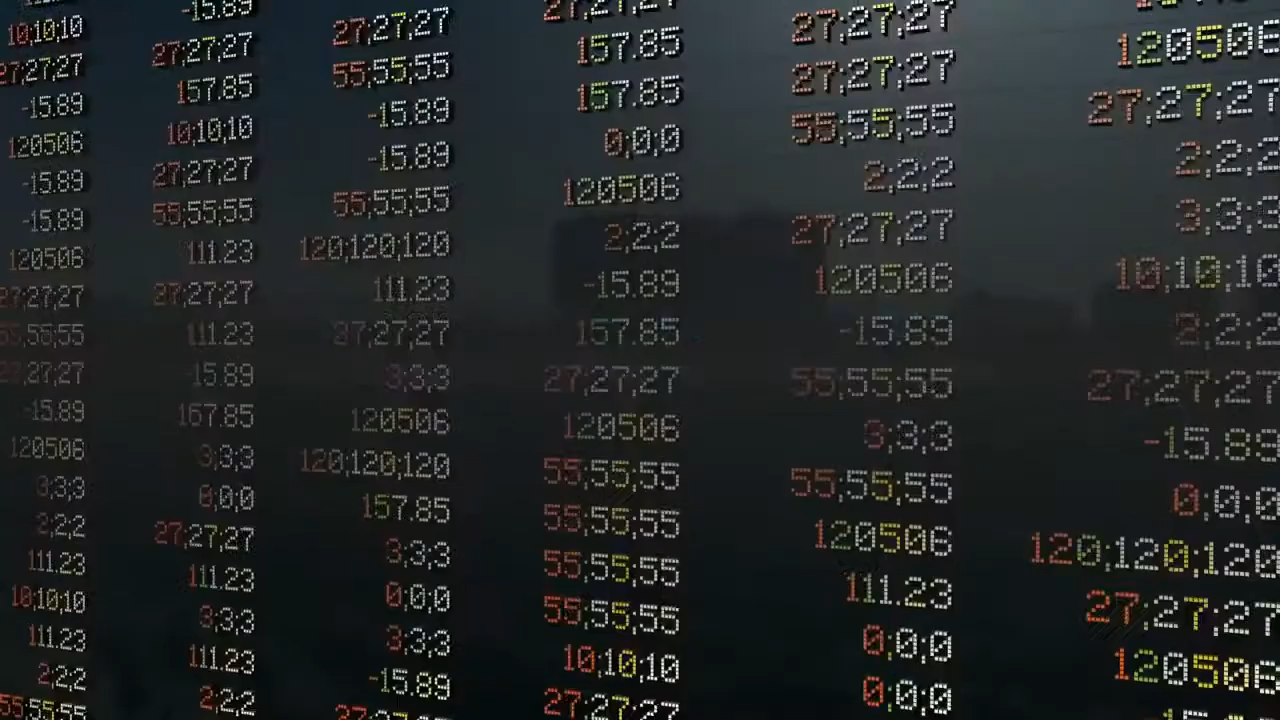 -15.89 27;27;27 27;27;27
10;10;10 27;27;27 27;27;27 157.85 27;27;27 120506
27;27;27 157.85 55;55;55 157.85 55;55;55 27;27;27
-15.89 10;10;10 -15.89 0;0;0 2;2;2 2;2;2
120506 27;27;27 -15.89 120506 27;27;27 3;3;3
-15.89 55;55;55 55;55;55 2;2;2 120506 10;10;10
-15.89 111.23 120;120;120 -15.89 -15.89 2;2;2
120506 27;27;27 111.23 157.85 55;55;55 27;27;27
27;27;27 111.23 27;27;27 3;3;3 -15.89
55;55;55 -15.89 3;3;3 120506 55;55;55 0;0;0
27;27;27 157.85 120506 55;55;55 120506 120;120;120
-15.89 3;3;3 120;120;120 55;55;55 111.23 27;27;27
120506 0;0;0 157.85 55;55;55 0;0;0 120506
3;3;3 27;27;27 3;3;3 55;55;55 0;0;0
2;2;2 111.23 0;0;0 10;10;10
111.23 3;3;3 3;3;3 27;27;27
10;10;10 111.23 -15.89
111.23 2;2;2
2;2;2
55;55;55